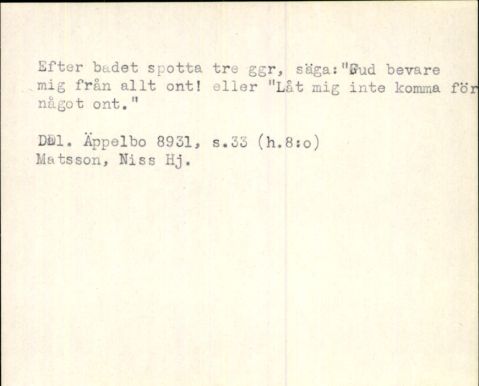 Efter badet spotta tre ggr, säga:"Gud bevare
mig från allt ont! eller "Låt mig inte komma för
något ont."
Dal. Äppelbo 8931, s.33 (h.8:o)
Matsson, Niss Hj.